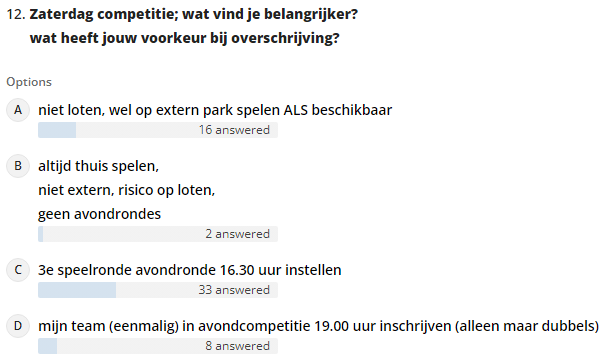 12. Zaterdag competitie; wat vind je belangrijker?
wat heeft jouw voorkeur bij overschrijving?
Options
A niet loten, wel op extern park spelen ALS beschikbaar
16 answered
B altijd thuis spelen,
niet extern, risico op loten,
geen avondrondes
2 answered
C 3e speelronde avondronde 16.30 uur instellen
33 answered
D mijn team (eenmalig) in avondcompetitie 19.00 uur inschrijven (alleen maar dubbels)
8 answered